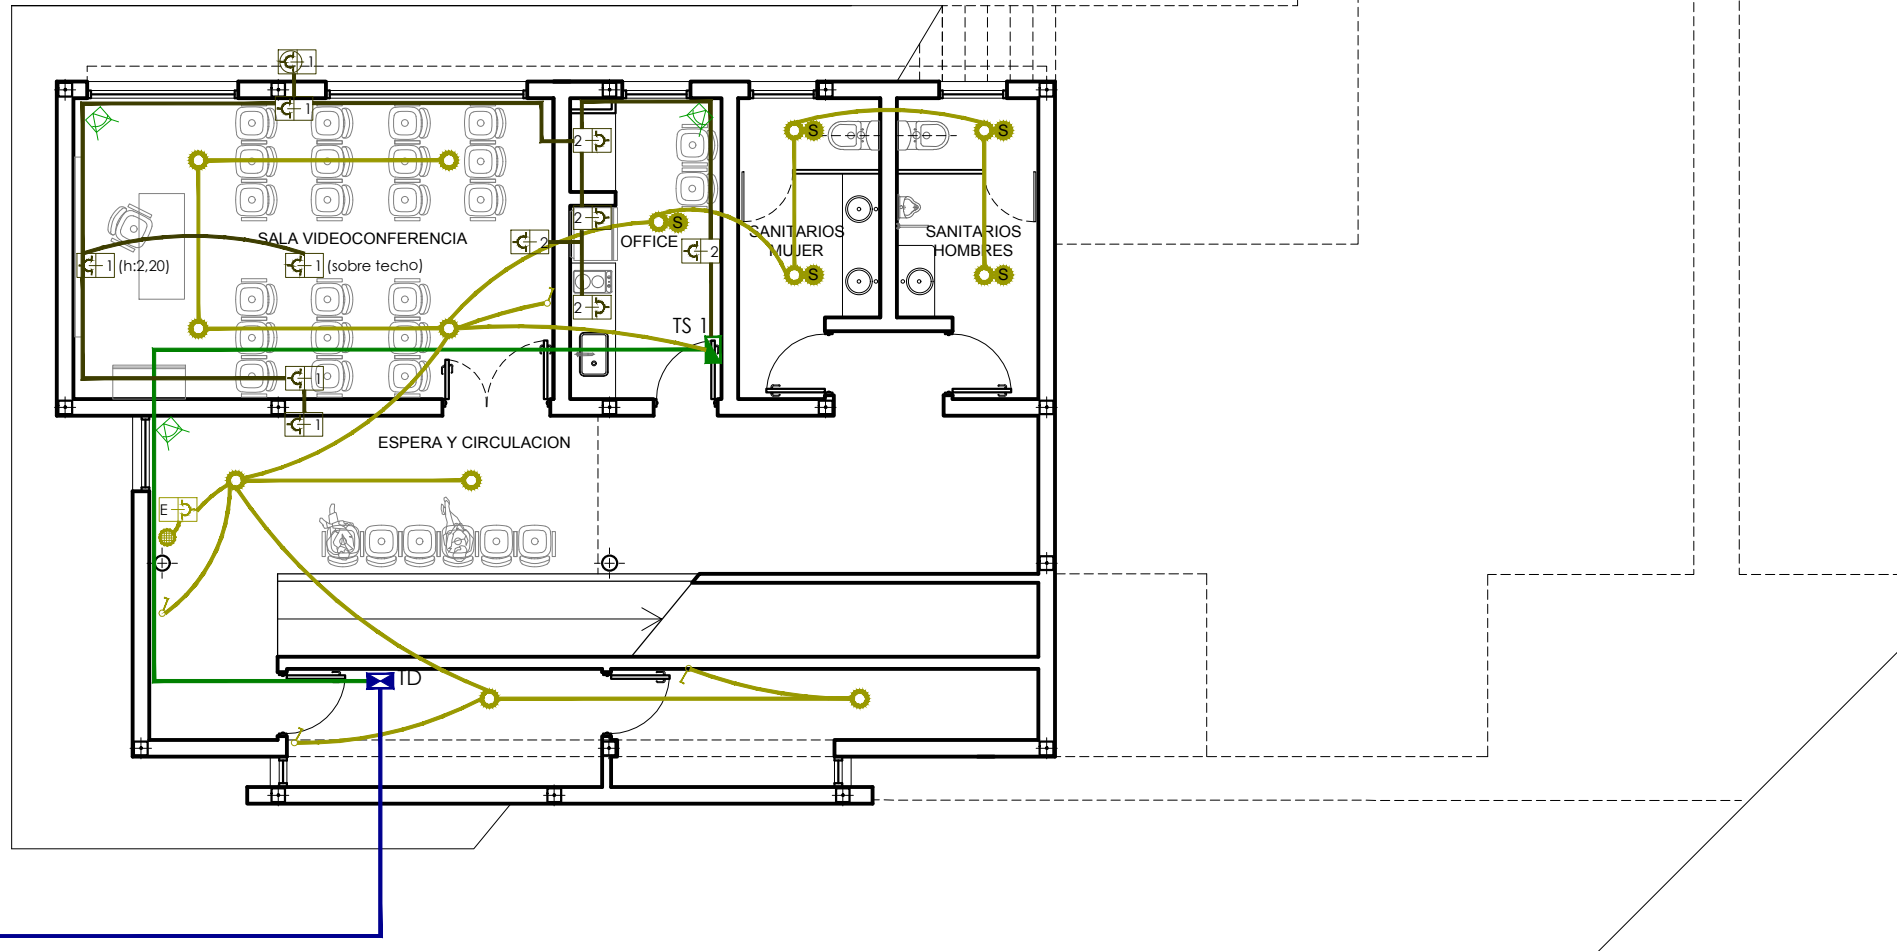 1
1
2
S
S
2
S
SALA VIDEOCONFERENCIA
2
OFFICE
2
SANITARIOS
MUJER
SANITARIOS
HOMBRES
1
(h:2,20)
1
(sobre techo)
S
S
2
TS 1
1
1
ESPERA Y CIRCULACION
E
TD